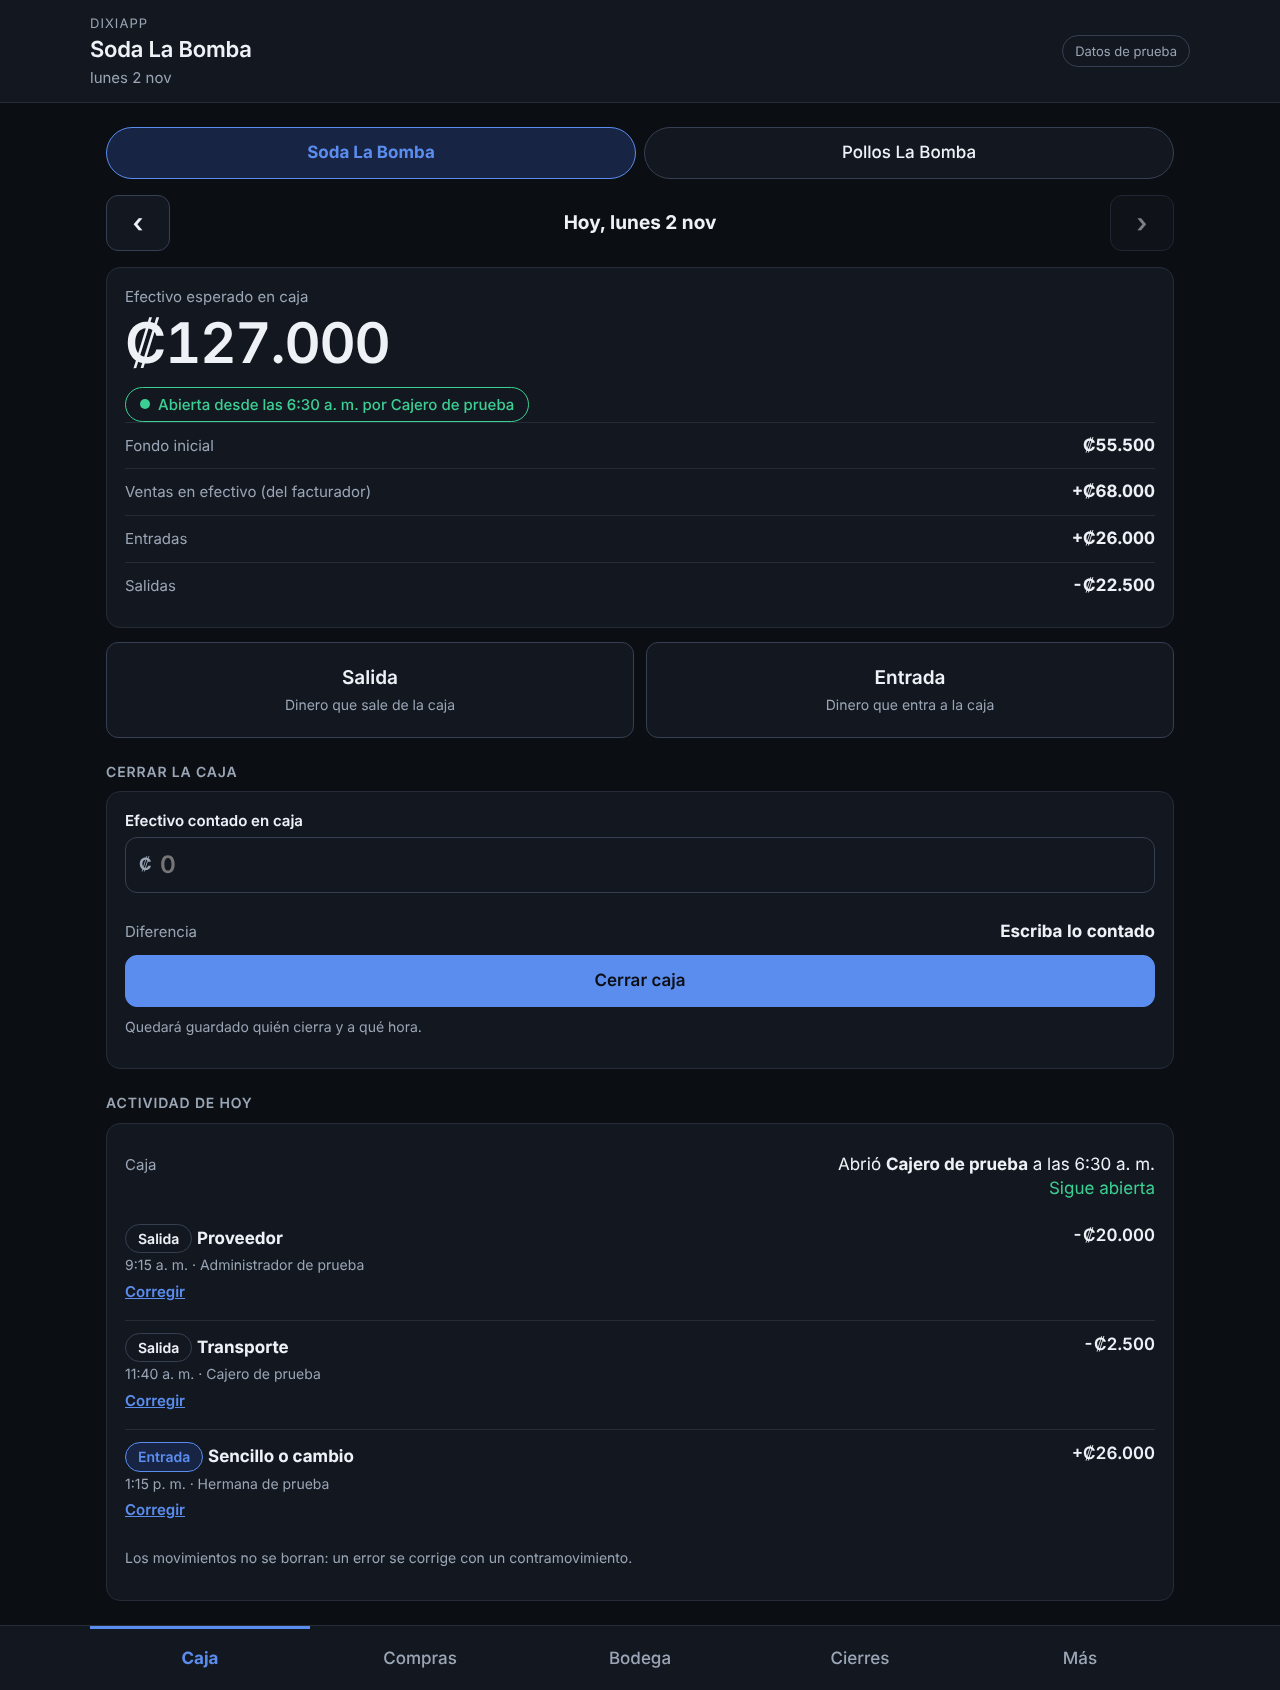 DIXIAPP
Soda La Bomba
lunes 2 nov
Datos de prueba
Soda La Bomba
Pollos La Bomba
‹
Hoy, lunes 2 nov
›
Efectivo esperado en caja
₡127.000
Abierta desde las 6:30 a. m. por Cajero de prueba
Fondo inicial ₡55.500
Ventas en efectivo (del facturador) +₡68.000
Entradas +₡26.000
Salidas -₡22.500
Salida
Dinero que sale de la caja
Entrada
Dinero que entra a la caja
CERRAR LA CAJA
Efectivo contado en caja
₡ 0
Diferencia Escriba lo contado
Cerrar caja
Quedará guardado quién cierra y a qué hora.
ACTIVIDAD DE HOY
Caja Abrió Cajero de prueba a las 6:30 a. m.
Sigue abierta
Salida Proveedor -₡20.000
9:15 a. m. · Administrador de prueba
Corregir
Salida Transporte -₡2.500
11:40 a. m. · Cajero de prueba
Corregir
Entrada Sencillo o cambio +₡26.000
1:15 p. m. · Hermana de prueba
Corregir
Los movimientos no se borran: un error se corrige con un contramovimiento.
Caja Compras Bodega Cierres Más